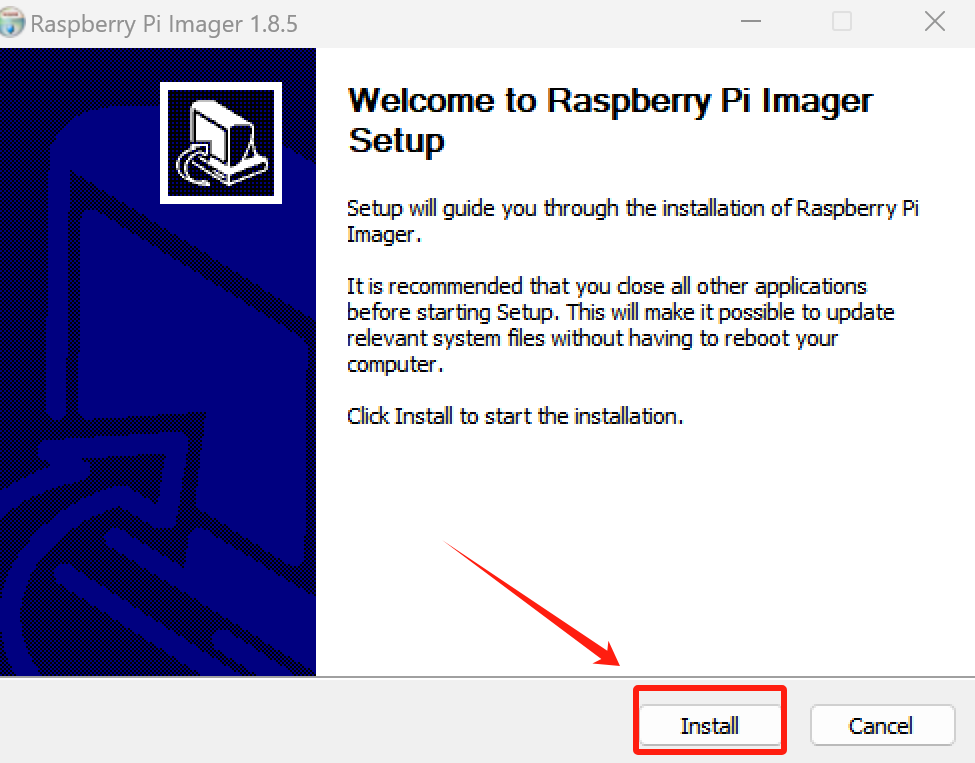 Raspberry Pi Imager 1.8.5
Welcome to Raspberry Pi Imager
Setup
Setup will guide you through the installation of Raspberry Pi
Imager.
It is recommended that you close all other applications
before starting Setup. This will make it possible to update
relevant system files without having to reboot your
computer.
Click Install to start the installation.
Install
Cancel